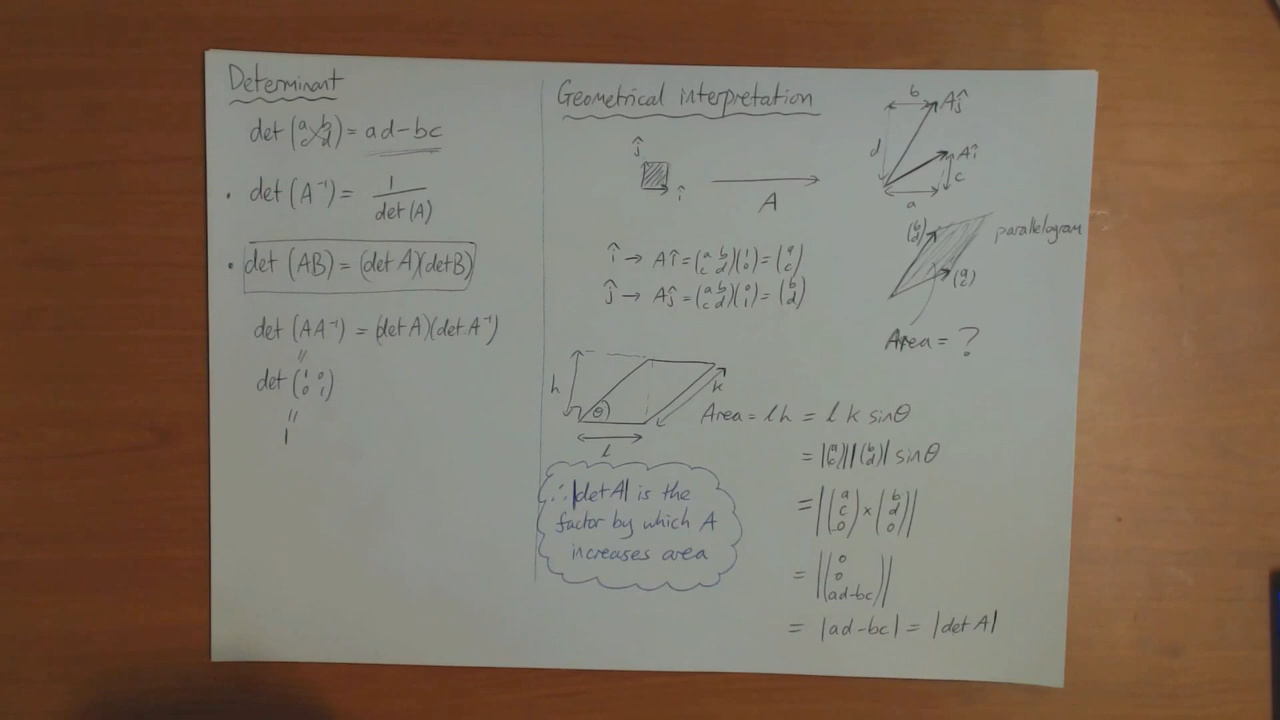 Determinant
det (a b
c d) = ad-bc
• det (A⁻¹) = 1/det(A)
• det (AB) = (det A)(det B)
det (AA⁻¹) = (det A)(det A⁻¹)
"
det (1 0
0 1)
"
1
Geometrical interpretation
ĵ
î
A
b
Aĵ
d
Aî
c
a
î → Aî = (a b
c d)(1
0) = (a
c)
ĵ → Aĵ = (a b
c d)(0
1) = (b
d)
(b
d)
parallelogram
(a
c)
Area = ?
h
θ
k
l
Area = lh = l k sinθ
= |(a
c)||(b
d)| sinθ
= |(a
c
0) × (b
d
0)|
= |(0
0
ad-bc)|
= |ad-bc| = |det A|
∴ |det A| is the
factor by which A
increases area